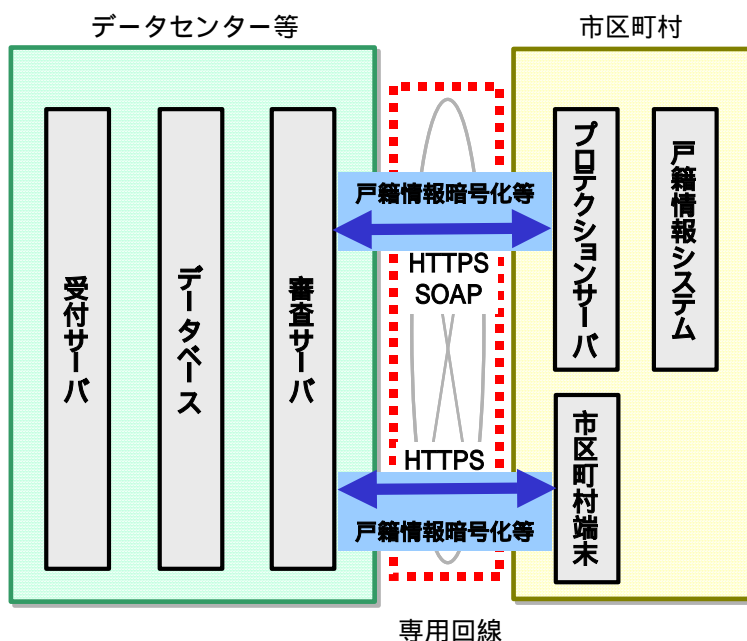 データセンター等
市区町村
受付サーバ
データベース
審査サーバ
戸籍情報暗号化等
HTTPS
SOAP
HTTPS
戸籍情報暗号化等
プロテクションサーバ
戸籍情報システム
市区町村端末
専用回線